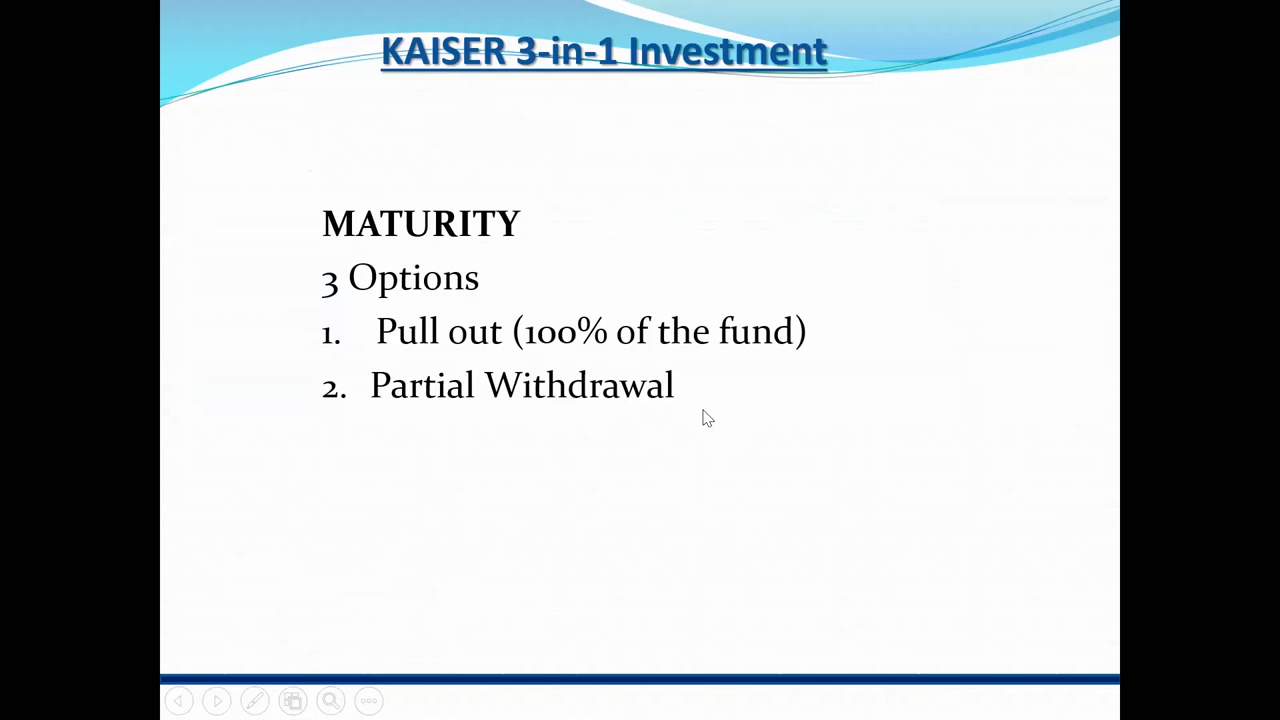 KAISER 3-in-1 Investment
MATURITY
3 Options
1. Pull out (100% of the fund)
2. Partial Withdrawal